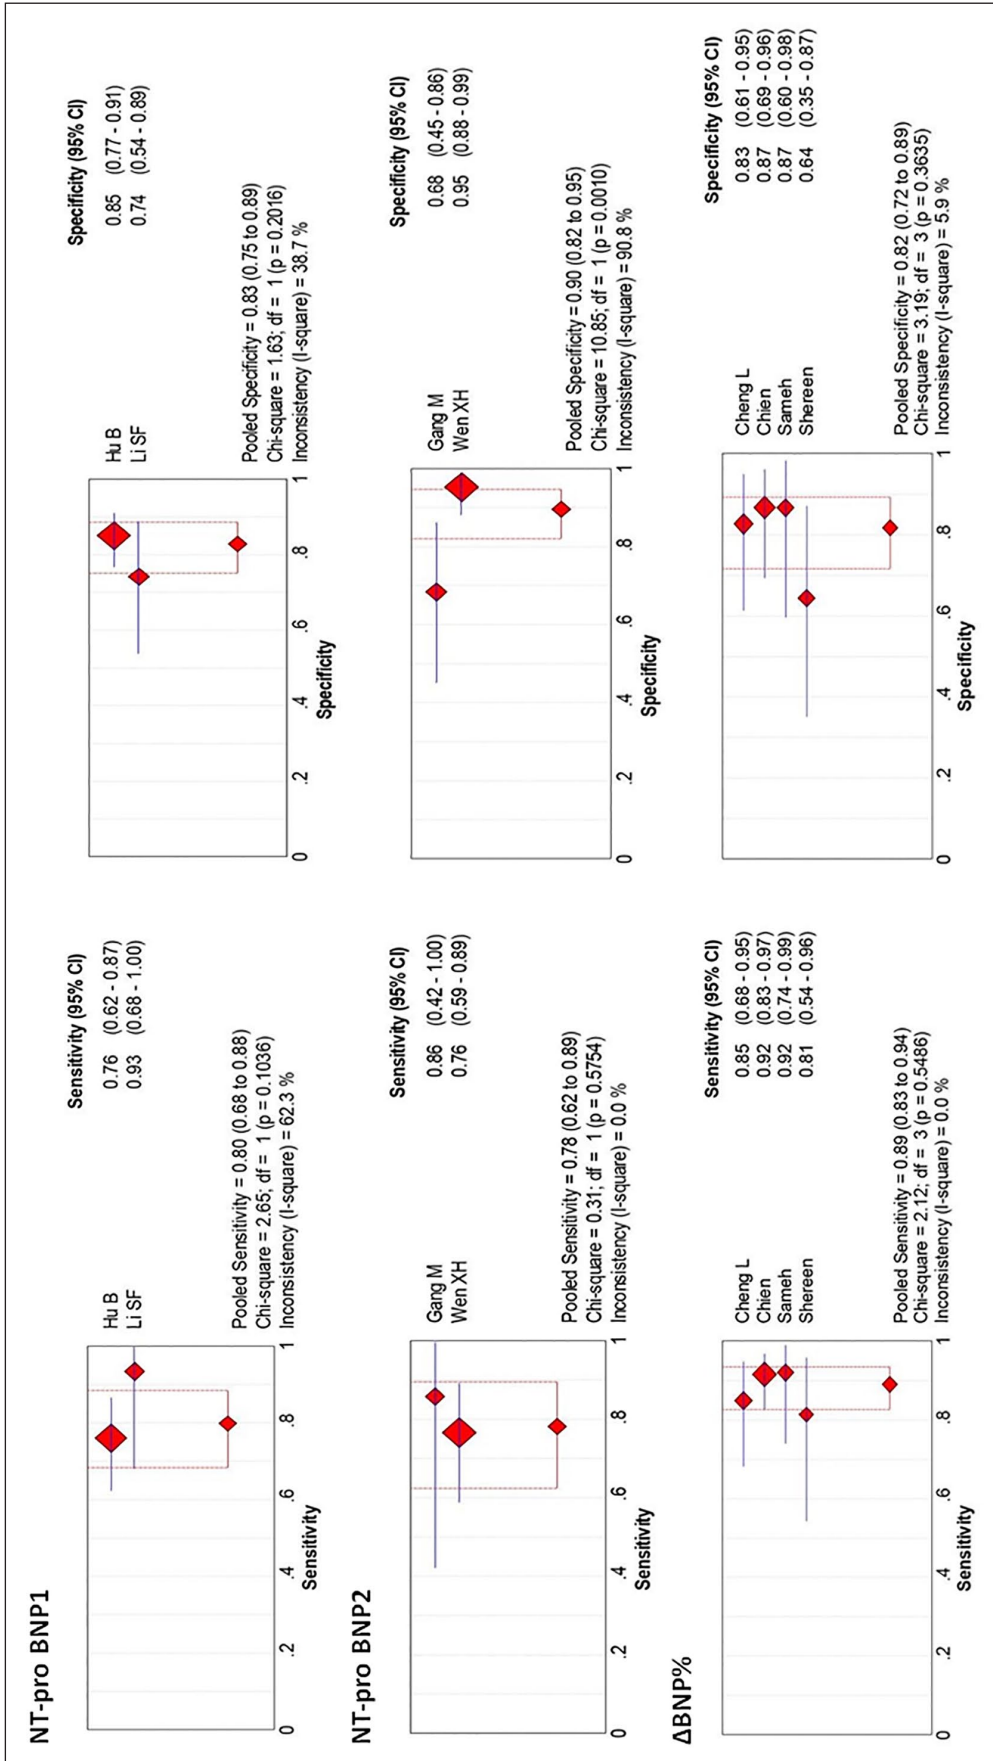 NT-pro BNP1
Sensitivity (95% CI)
Hu B 0.76 (0.62 - 0.87)
Li SF 0.93 (0.68 - 1.00)
Pooled Sensitivity = 0.80 (0.68 to 0.88)
Chi-square = 2.65; df = 1 (p = 0.1036)
Inconsistency (I-square) = 62.3 %
0 .2 .4 .6 .8 1
Sensitivity
Specificity (95% CI)
Hu B 0.85 (0.77 - 0.91)
Li SF 0.74 (0.54 - 0.89)
Pooled Specificity = 0.83 (0.75 to 0.89)
Chi-square = 1.63; df = 1 (p = 0.2016)
Inconsistency (I-square) = 38.7 %
0 .2 .4 .6 .8 1
Specificity
NT-pro BNP2
Sensitivity (95% CI)
Gang M 0.86 (0.42 - 1.00)
Wen XH 0.76 (0.59 - 0.89)
Pooled Sensitivity = 0.78 (0.62 to 0.89)
Chi-square = 0.31; df = 1 (p = 0.5754)
Inconsistency (I-square) = 0.0 %
0 .2 .4 .6 .8 1
Sensitivity
Specificity (95% CI)
Gang M 0.68 (0.45 - 0.86)
Wen XH 0.95 (0.88 - 0.99)
Pooled Specificity = 0.90 (0.82 to 0.95)
Chi-square = 10.85; df = 1 (p = 0.0010)
Inconsistency (I-square) = 90.8 %
0 .2 .4 .6 .8 1
Specificity
ΔBNP%
Sensitivity (95% CI)
Cheng L 0.85 (0.68 - 0.95)
Chien 0.92 (0.83 - 0.97)
Sameh 0.92 (0.74 - 0.99)
Shereen 0.81 (0.54 - 0.96)
Pooled Sensitivity = 0.89 (0.83 to 0.94)
Chi-square = 2.12; df = 3 (p = 0.5486)
Inconsistency (I-square) = 0.0 %
0 .2 .4 .6 .8 1
Sensitivity
Specificity (95% CI)
Cheng L 0.83 (0.61 - 0.95)
Chien 0.87 (0.69 - 0.96)
Sameh 0.87 (0.60 - 0.98)
Shereen 0.64 (0.35 - 0.87)
Pooled Specificity = 0.82 (0.72 to 0.89)
Chi-square = 3.19; df = 3 (p = 0.3635)
Inconsistency (I-square) = 5.9 %
0 .2 .4 .6 .8 1
Specificity